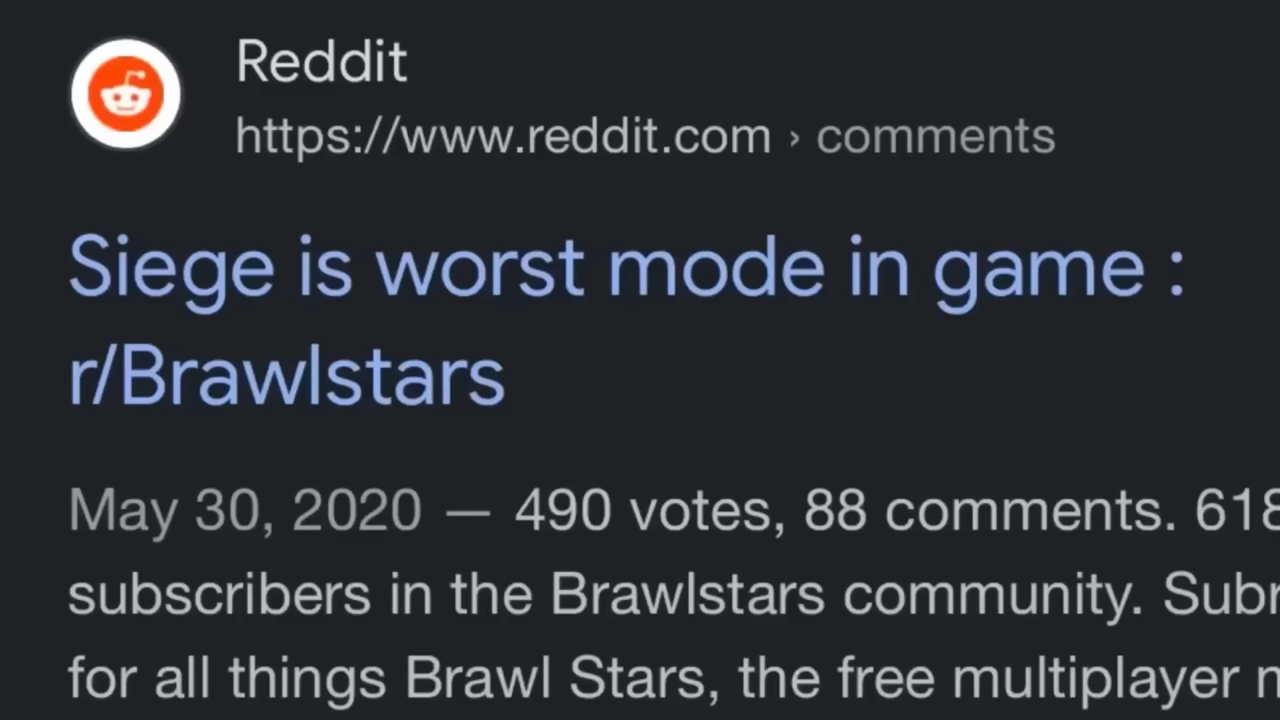 Reddit
https://www.reddit.com › comments
Siege is worst mode in game :
r/Brawlstars
May 30, 2020 — 490 votes, 88 comments. 618
subscribers in the Brawlstars community.
for all things Brawl Stars, the free multiplayer